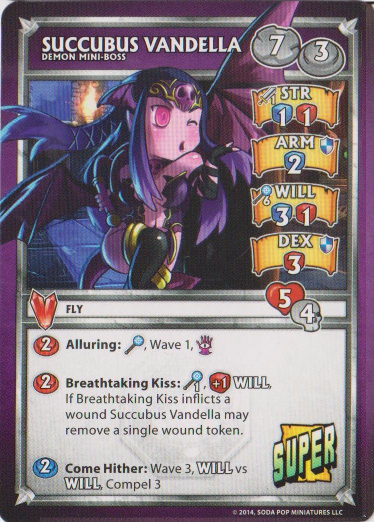 SUCCUBUS VANDELLA
DEMON MINI-BOSS
7
3
STR
1 1
ARM
2
WILL
6
3 1
DEX
3
5
4
FLY
2 Alluring: , Wave 1,
2 Breathtaking Kiss: 1, +1 WILL.
If Breathtaking Kiss inflicts a
wound Succubus Vandella may
remove a single wound token.
2 Come Hither: Wave 3, WILL vs
WILL, Compel 3
SUPER
© 2014, SODA POP MINIATURES LLC